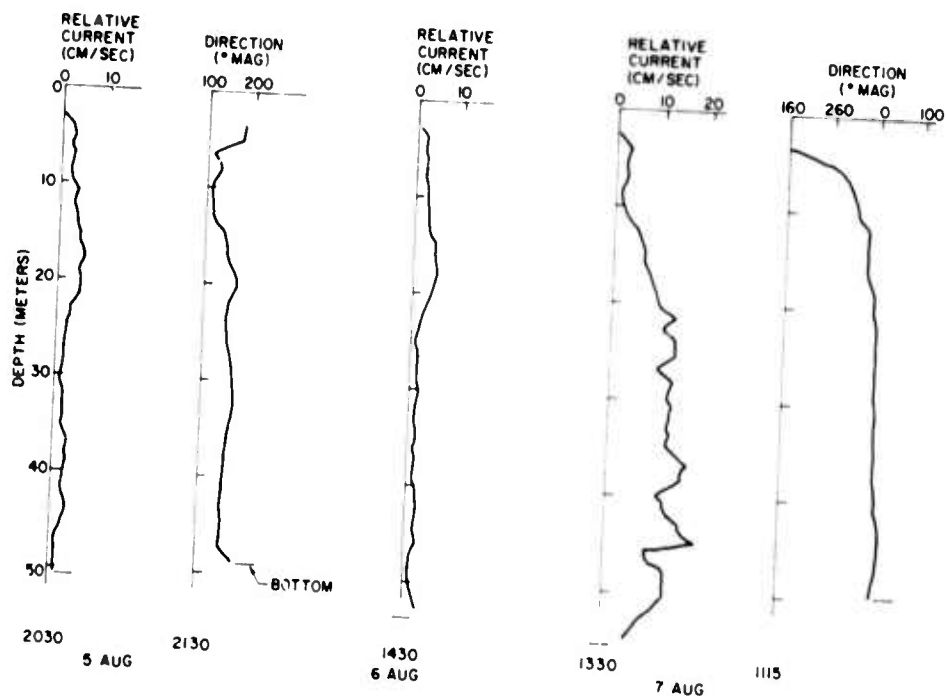 RELATIVE
CURRENT
(CM/SEC)
0 10
DIRECTION
(° MAG)
100 200
RELATIVE
CURRENT
(CM/SEC)
0 10
RELATIVE
CURRENT
(CM/SEC)
0 10 20
DIRECTION
(° MAG)
160 260 0 100
0
10
20
30
40
50
DEPTH (METERS)
BOTTOM
2030
5 AUG
2130
1430
6 AUG
1330
7 AUG
1115